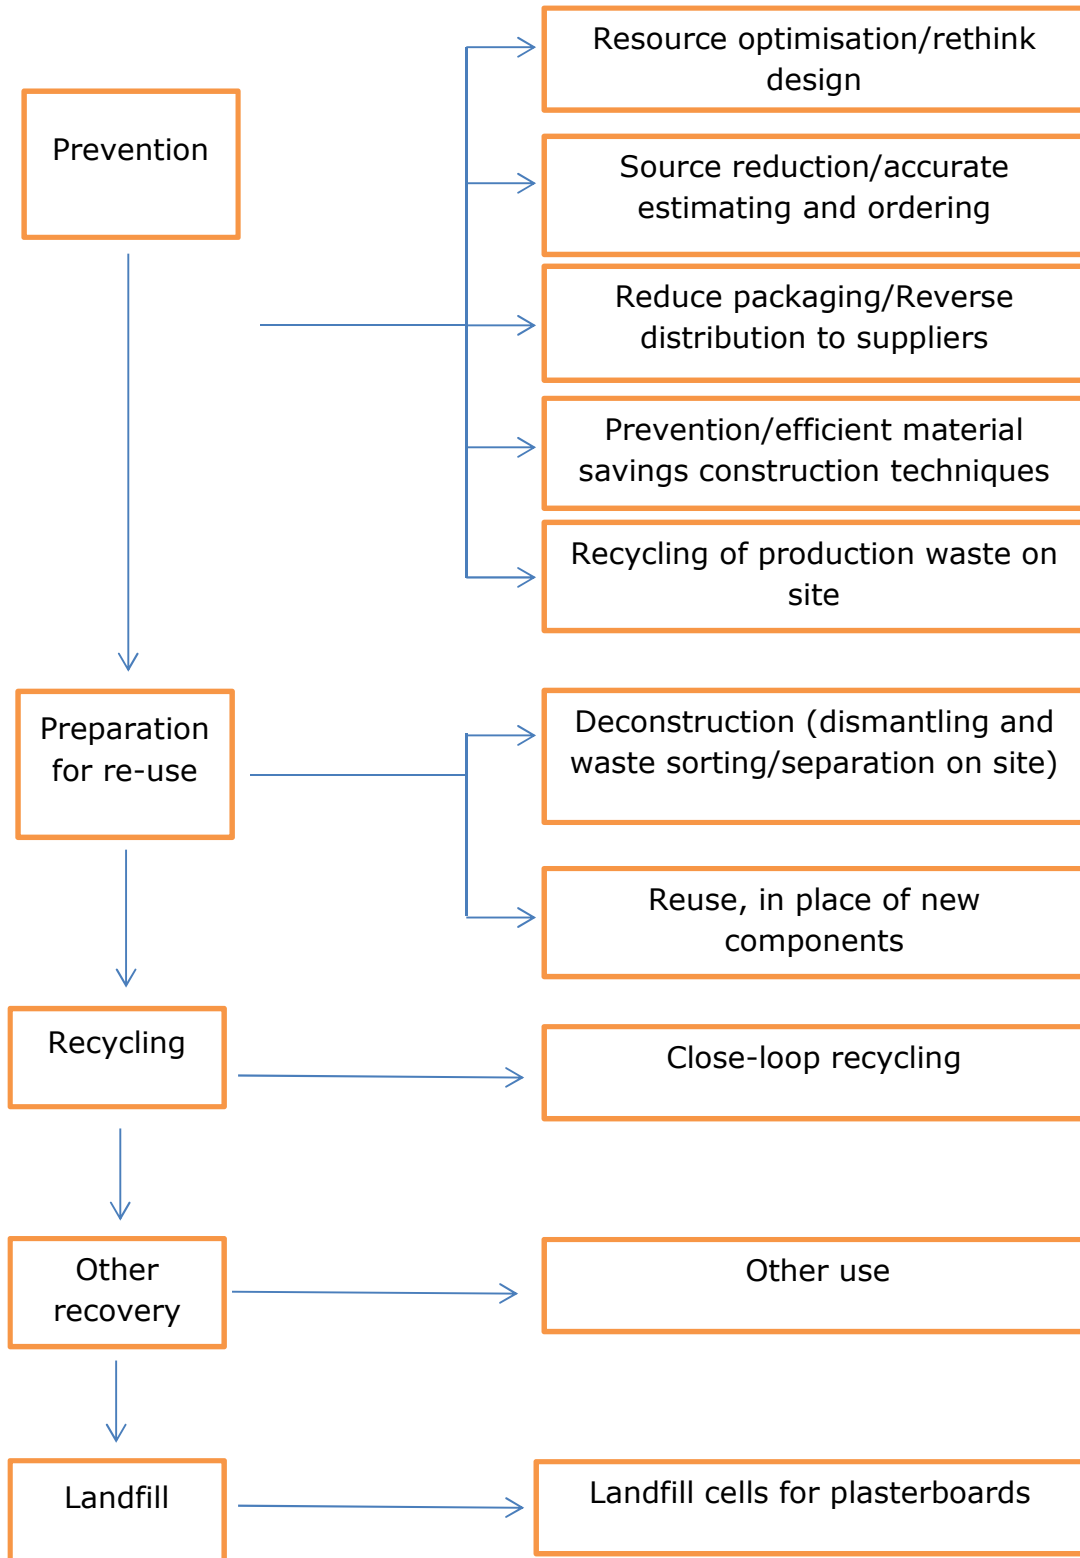 Prevention
Resource optimisation/rethink
design
Source reduction/accurate
estimating and ordering
Reduce packaging/Reverse
distribution to suppliers
Prevention/efficient material
savings construction techniques
Recycling of production waste on
site
Preparation
for re-use
Deconstruction (dismantling and
waste sorting/separation on site)
Reuse, in place of new
components
Recycling
Close-loop recycling
Other
recovery
Other use
Landfill
Landfill cells for plasterboards